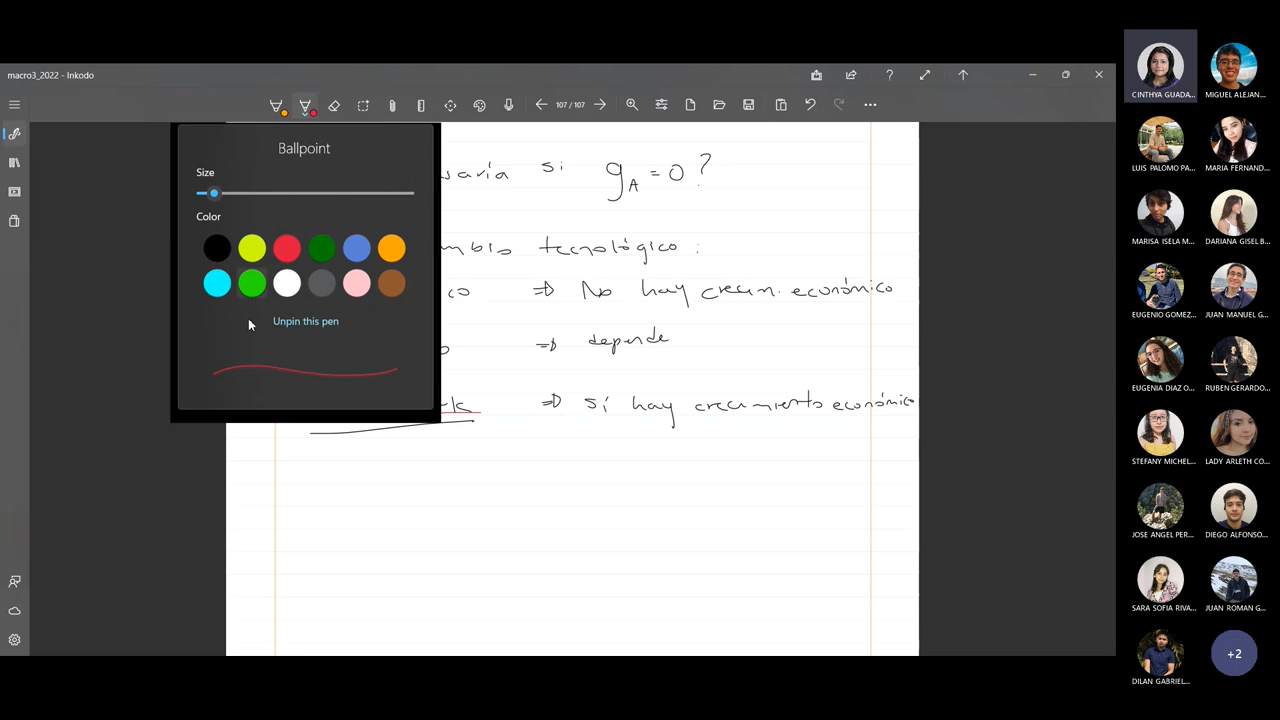 macro3_2022 - Inkodo
107 / 107
Ballpoint
Size
Color
Unpin this pen
si g_A = 0 ?
tecnológico :
⇒ No hay crecim. económico
⇒ depende
⇒ sí hay crecimiento económico
CINTHYA GUADA...
MIGUEL ALEJAN...
LUIS PALOMO PA...
MARIA FERNAND...
MARISA ISELA M...
DARIANA GISEL B...
EUGENIO GOMEZ...
JUAN MANUEL G...
EUGENIA DIAZ O...
RUBEN GERARDO...
STEFANY MICHEL...
LADY ARLETH CO...
JOSE ANGEL PER...
DIEGO ALFONSO...
SARA SOFIA RIVA...
JUAN ROMAN G...
DILAN GABRIEL...
+2